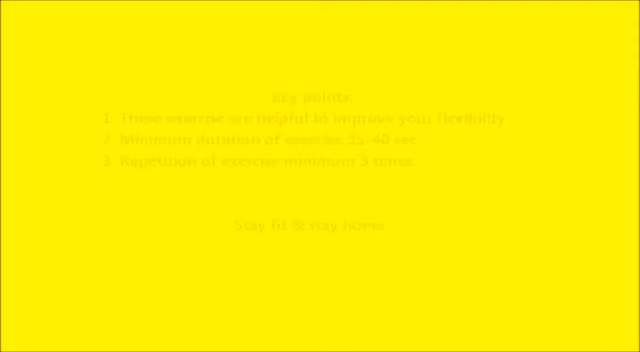 Key points:
1. These exercise are helpful to improve your flexibility
2. Minimum duration of exercise 35-40 sec
3. Repetition of exercise minimum 3 times
Stay fit & stay home